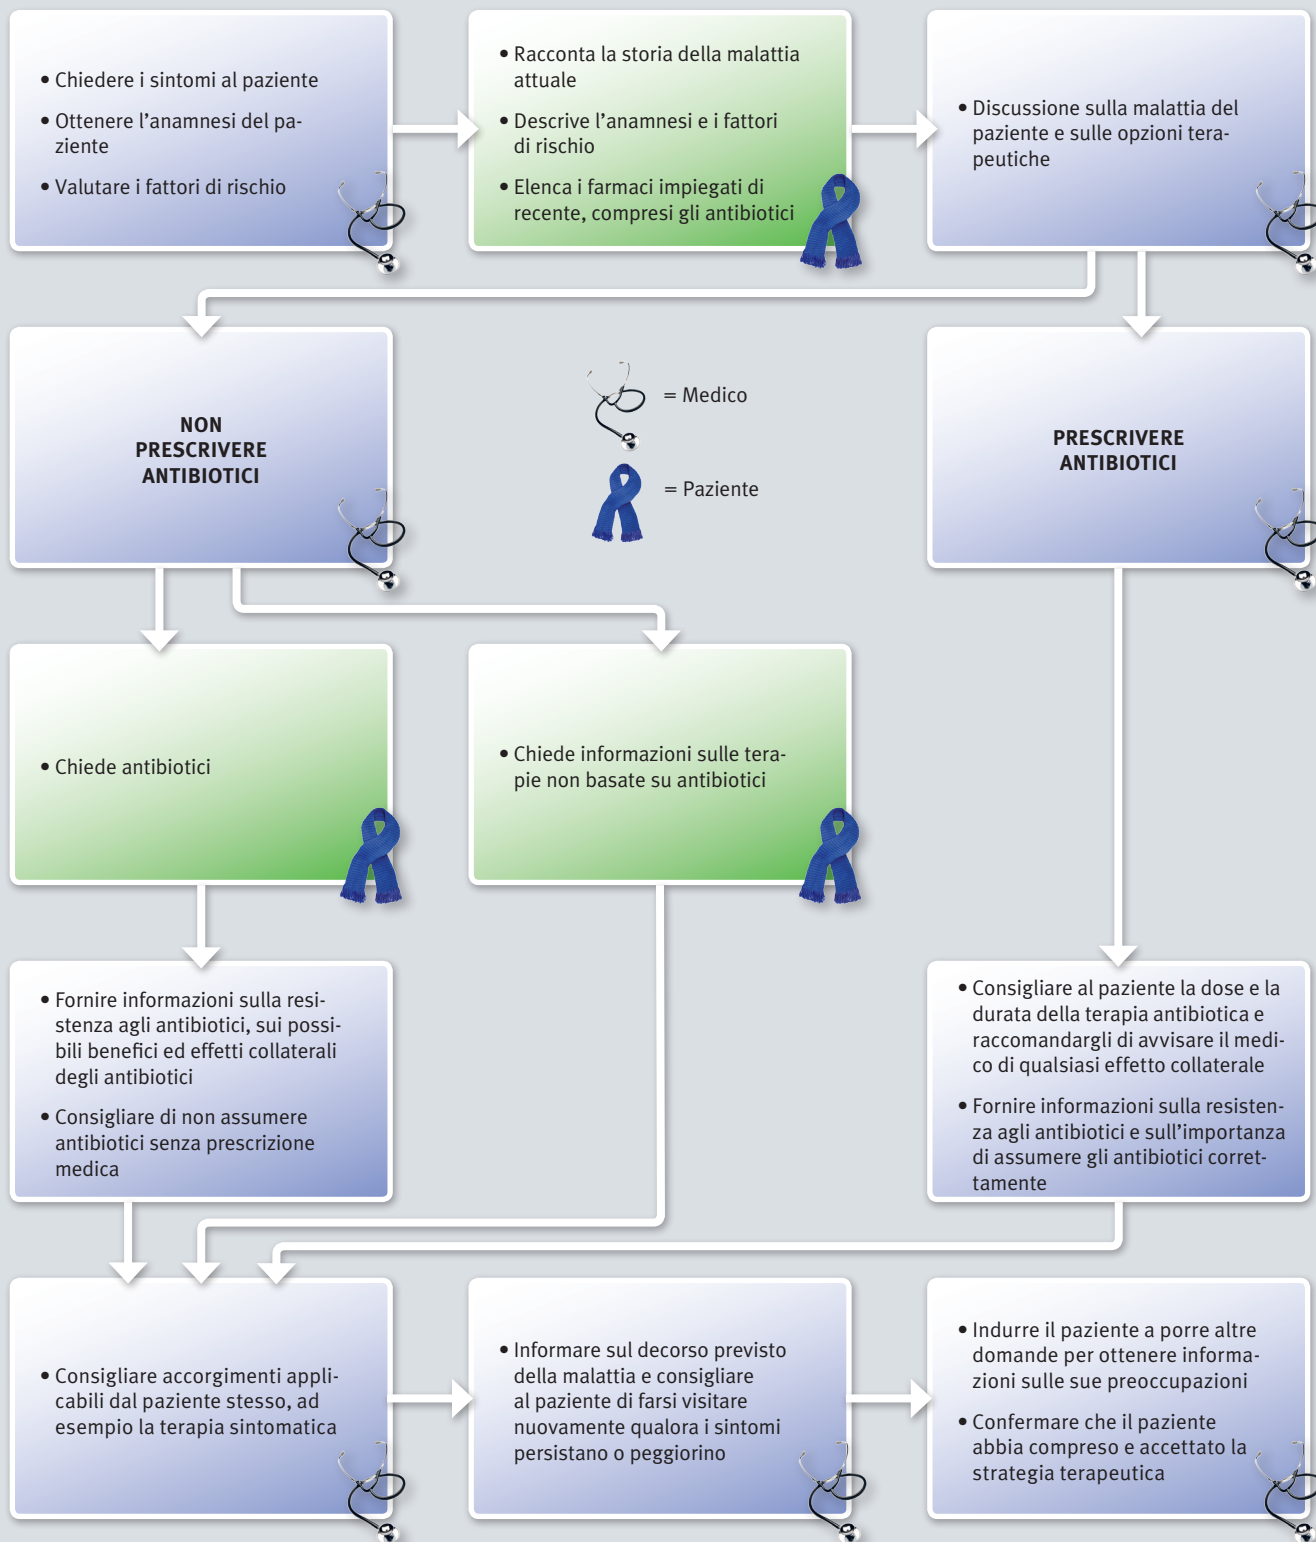 • Chiedere i sintomi al paziente
• Ottenere l'anamnesi del pa-
ziente
• Valutare i fattori di rischio
• Racconta la storia della malattia
attuale
• Descrive l'anamnesi e i fattori
di rischio
• Elenca i farmaci impiegati di
recente, compresi gli antibiotici
• Discussione sulla malattia del
paziente e sulle opzioni tera-
peutiche
NON
PRESCRIVERE
ANTIBIOTICI
= Medico
= Paziente
PRESCRIVERE
ANTIBIOTICI
• Chiede antibiotici
• Chiede informazioni sulle tera-
pie non basate su antibiotici
• Fornire informazioni sulla resi-
stenza agli antibiotici, sui possi-
bili benefici ed effetti collaterali
degli antibiotici
• Consigliare di non assumere
antibiotici senza prescrizione
medica
• Consigliare al paziente la dose e la
durata della terapia antibiotica e
raccomandargli di avvisare il medi-
co di qualsiasi effetto collaterale
• Fornire informazioni sulla resisten-
za agli antibiotici e sull'importanza
di assumere gli antibiotici corret-
tamente
• Consigliare accorgimenti appli-
cabili dal paziente stesso, ad
esempio la terapia sintomatica
• Informare sul decorso previsto
della malattia e consigliare
al paziente di farsi visitare
nuovamente qualora i sintomi
persistano o peggiorino
• Indurre il paziente a porre altre
domande per ottenere informa-
zioni sulle sue preoccupazioni
• Confermare che il paziente
abbia compreso e accettato la
strategia terapeutica